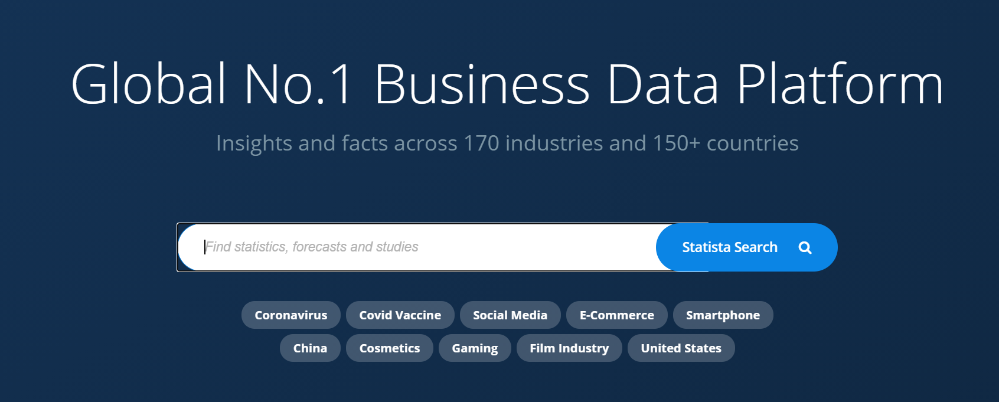 Global No.1 Business Data Platform
Insights and facts across 170 industries and 150+ countries
Find statistics, forecasts and studies
Statista Search
Coronavirus Covid Vaccine Social Media E-Commerce Smartphone
China Cosmetics Gaming Film Industry United States